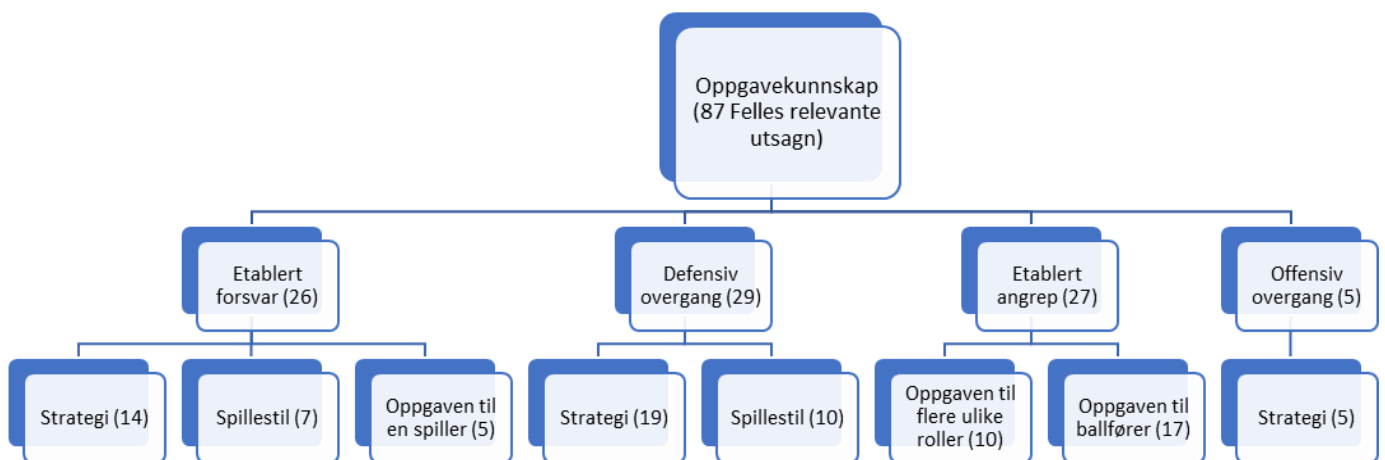 Oppgavekunnskap
(87 Felles relevante
utsagn)
Etablert
forsvar (26)
Defensiv
overgang (29)
Etablert
angrep (27)
Offensiv
overgang (5)
Strategi (14)
Spillestil (7)
Oppgaven til
en spiller (5)
Strategi (19)
Spillestil (10)
Oppgaven til
flere ulike
roller (10)
Oppgaven til
ballfører (17)
Strategi (5)